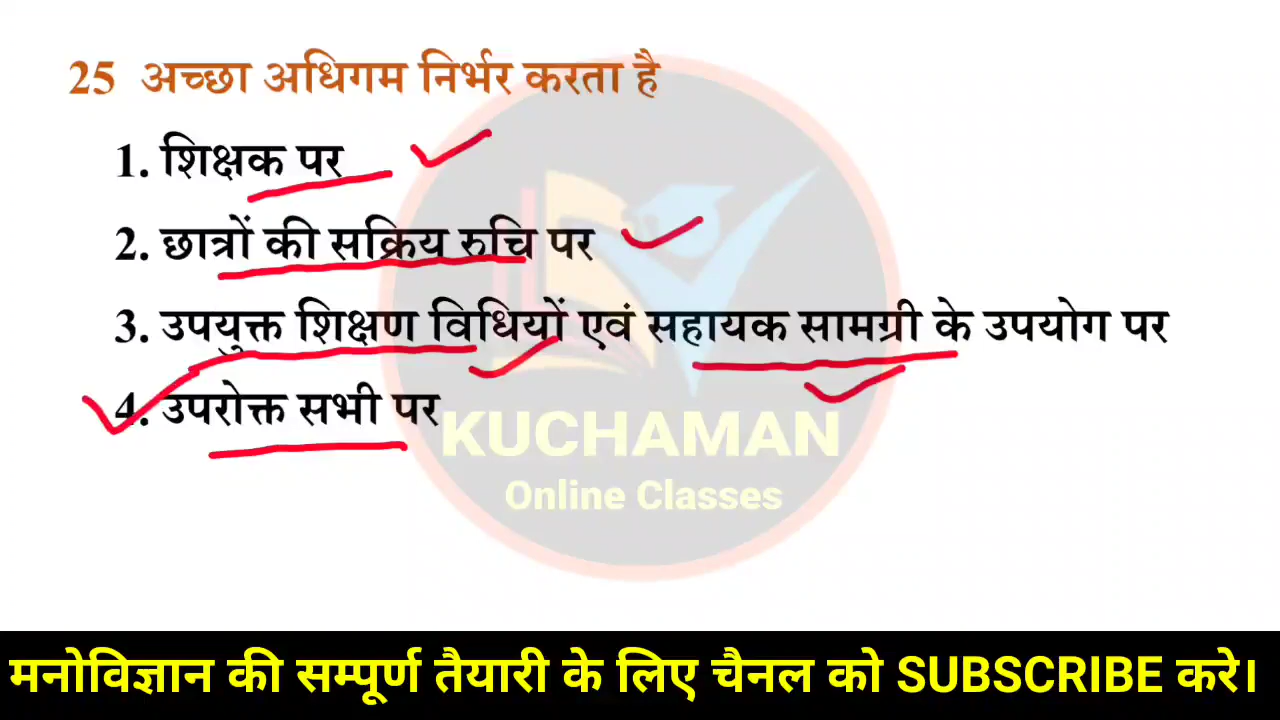 25 अच्छा अधिगम निर्भर करता है
1. शिक्षक पर
2. छात्रों की सक्रिय रुचि पर
3. उपयुक्त शिक्षण विधियों एवं सहायक सामग्री के उपयोग पर
4. उपरोक्त सभी पर
KUCHAMAN
Online Classes
मनोविज्ञान की सम्पूर्ण तैयारी के लिए चैनल को SUBSCRIBE करे।